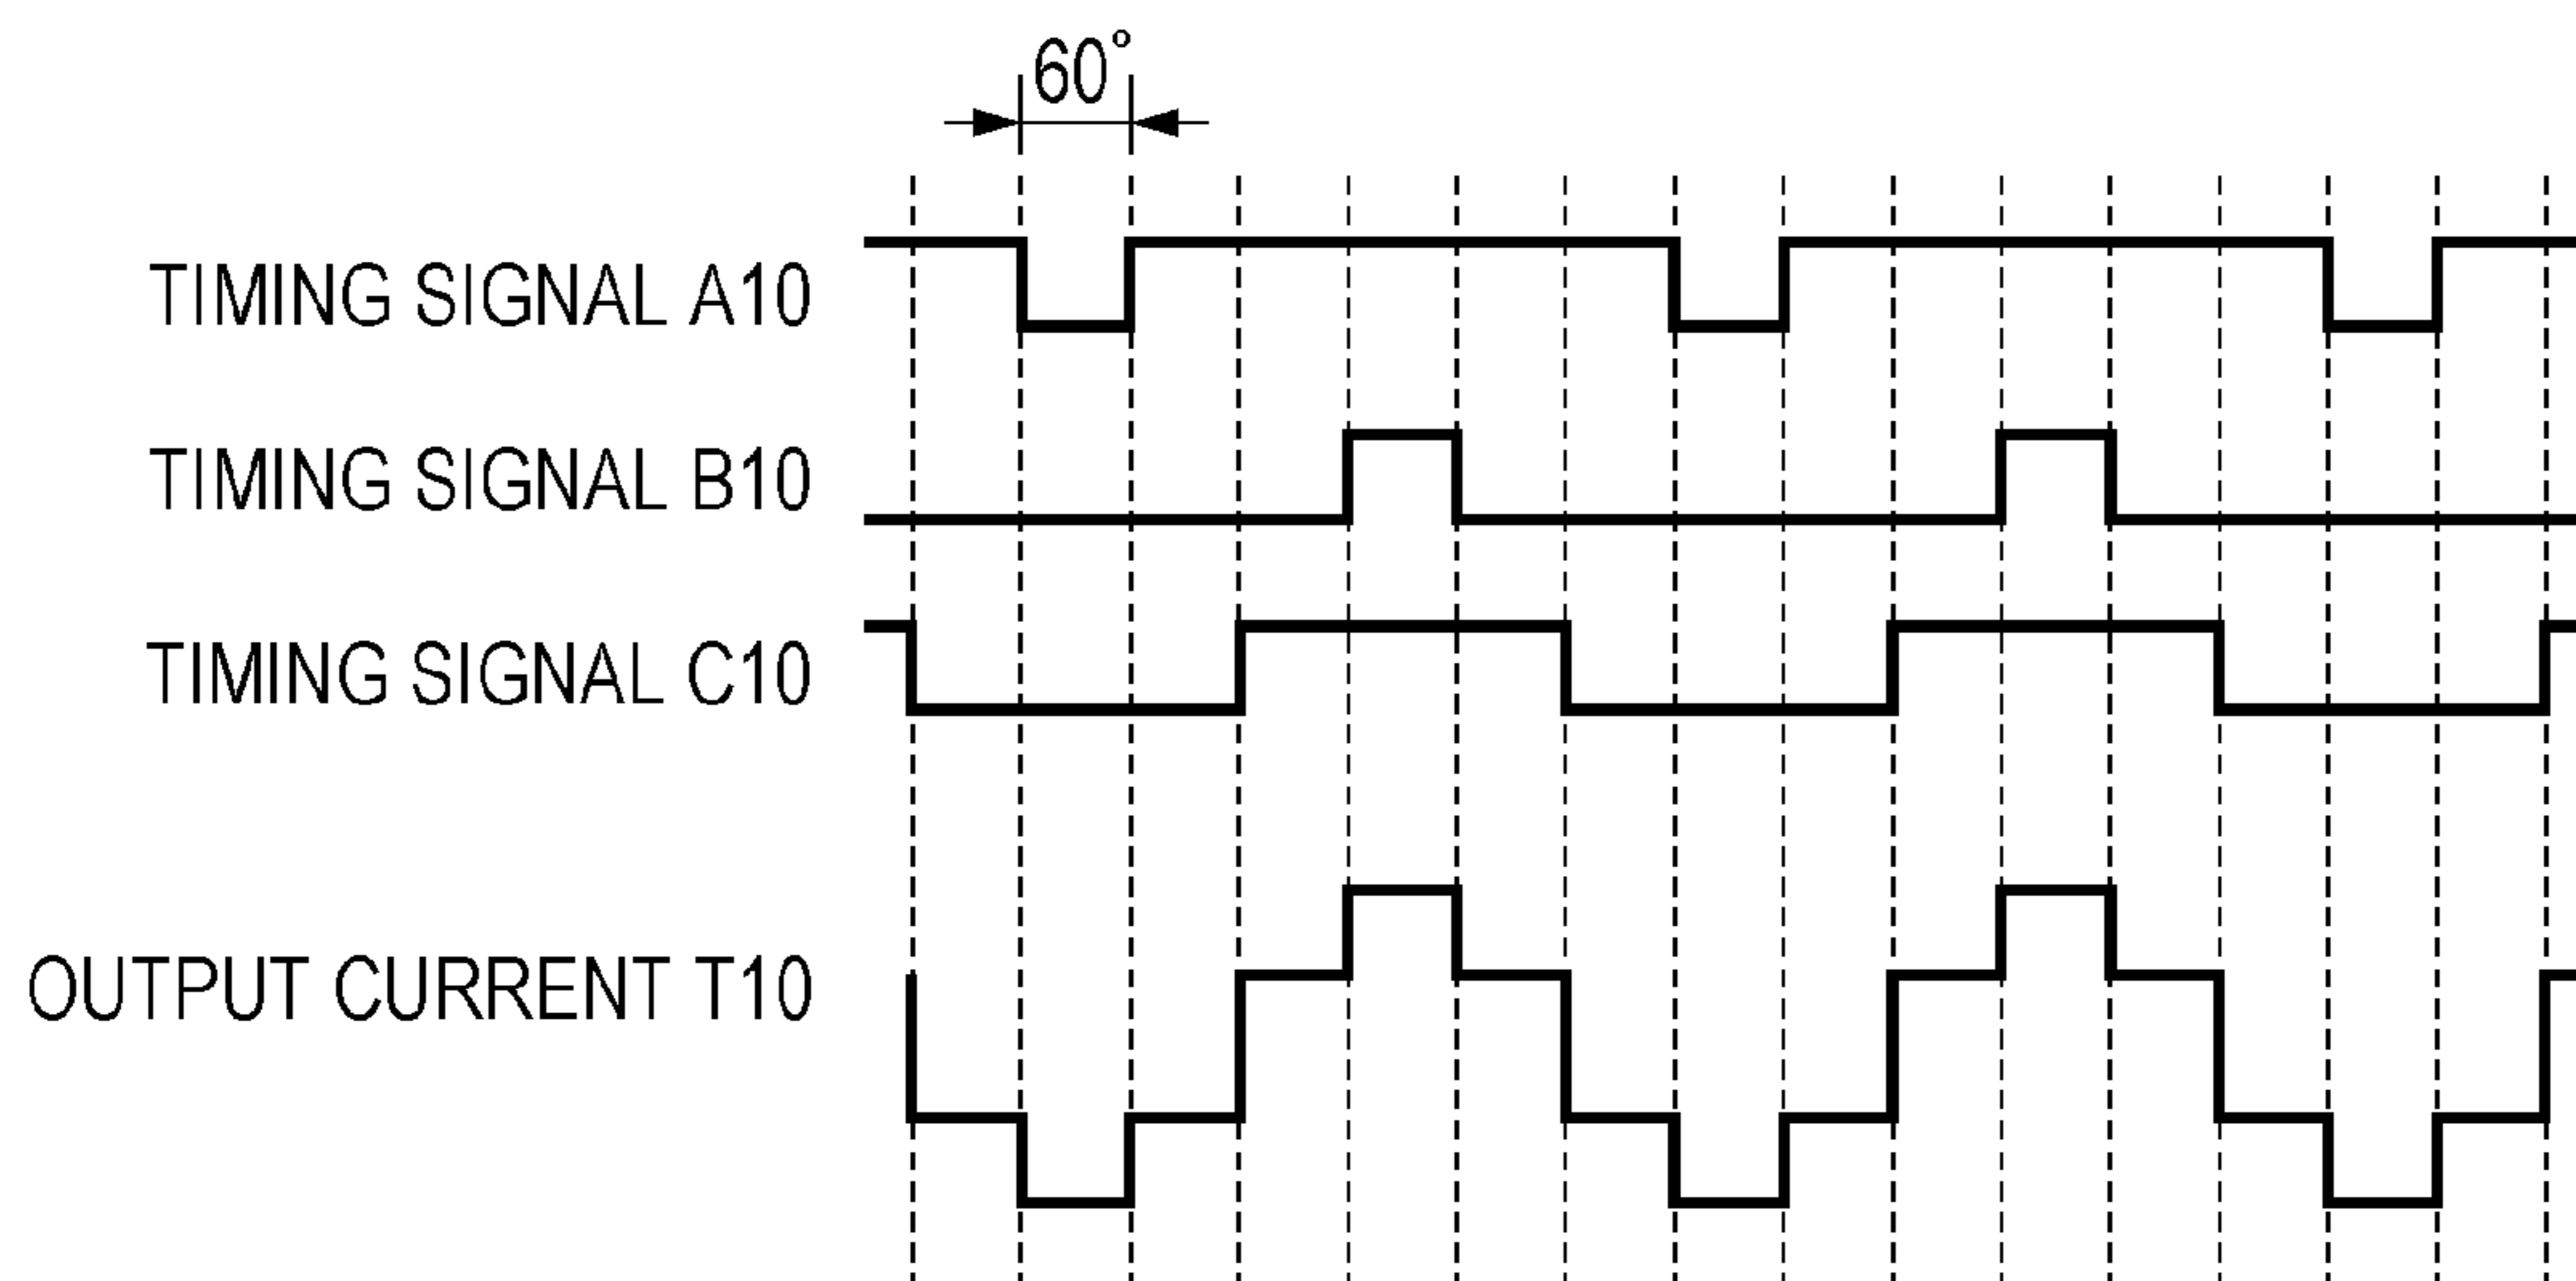 60°
TIMING SIGNAL A10
TIMING SIGNAL B10
TIMING SIGNAL C10
OUTPUT CURRENT T10